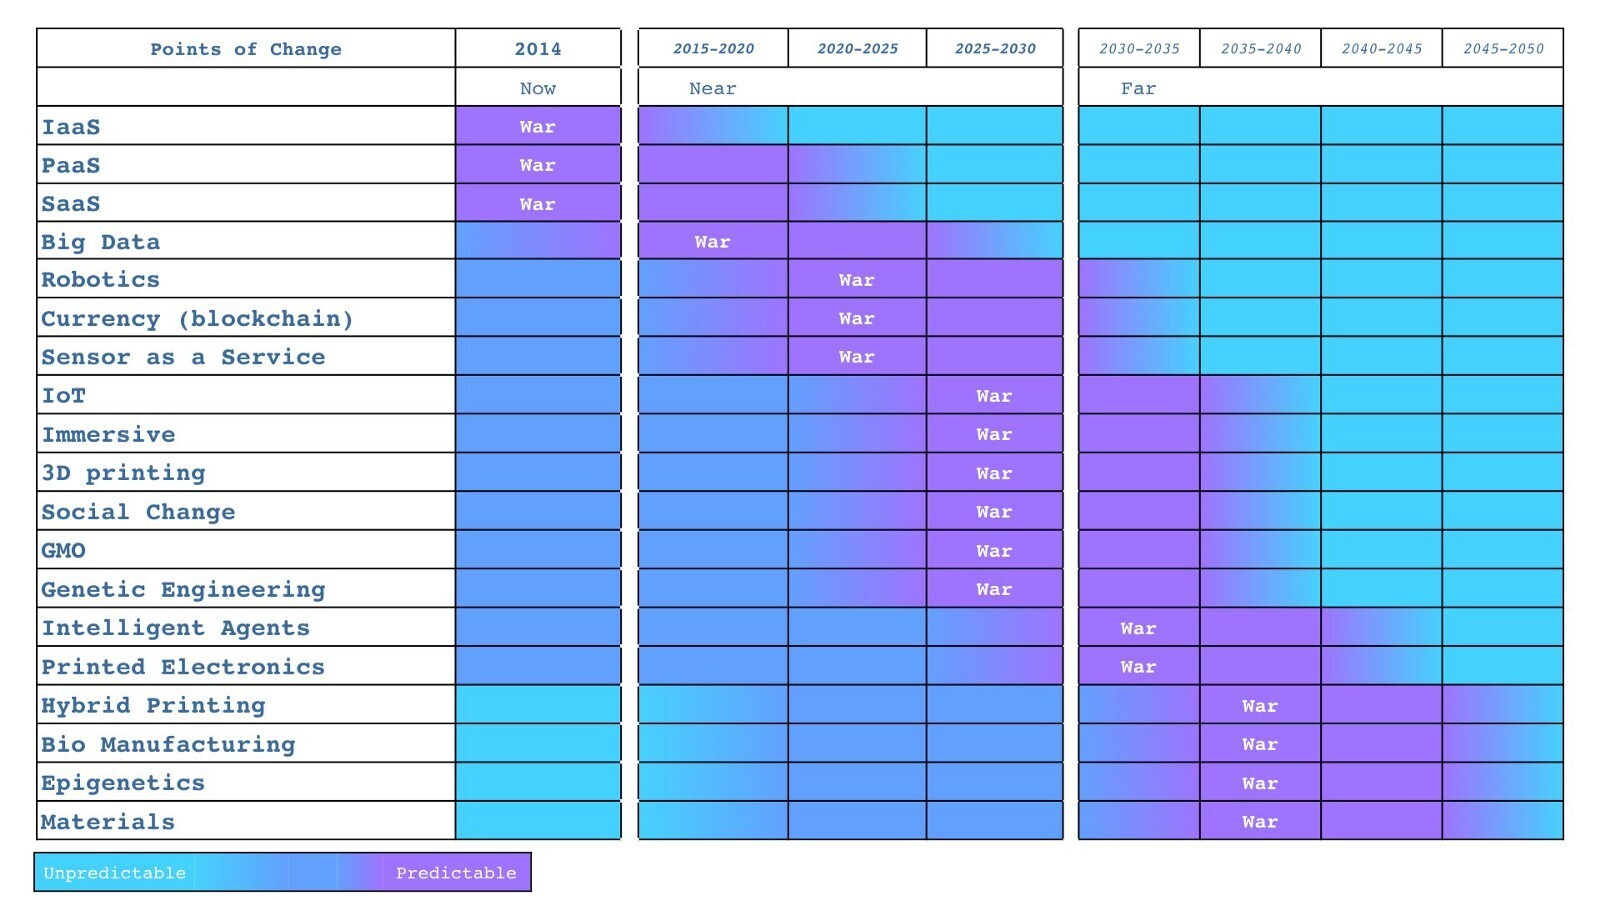 Points of Change 2014 2015-2020 2020-2025 2025-2030 2030-2035 2035-2040 2040-2045 2045-2050
Now Near Far
IaaS War
PaaS War
SaaS War
Big Data War
Robotics War
Currency (blockchain) War
Sensor as a Service War
IoT War
Immersive War
3D printing War
Social Change War
GMO War
Genetic Engineering War
Intelligent Agents War
Printed Electronics War
Hybrid Printing War
Bio Manufacturing War
Epigenetics War
Materials War
Unpredictable Predictable